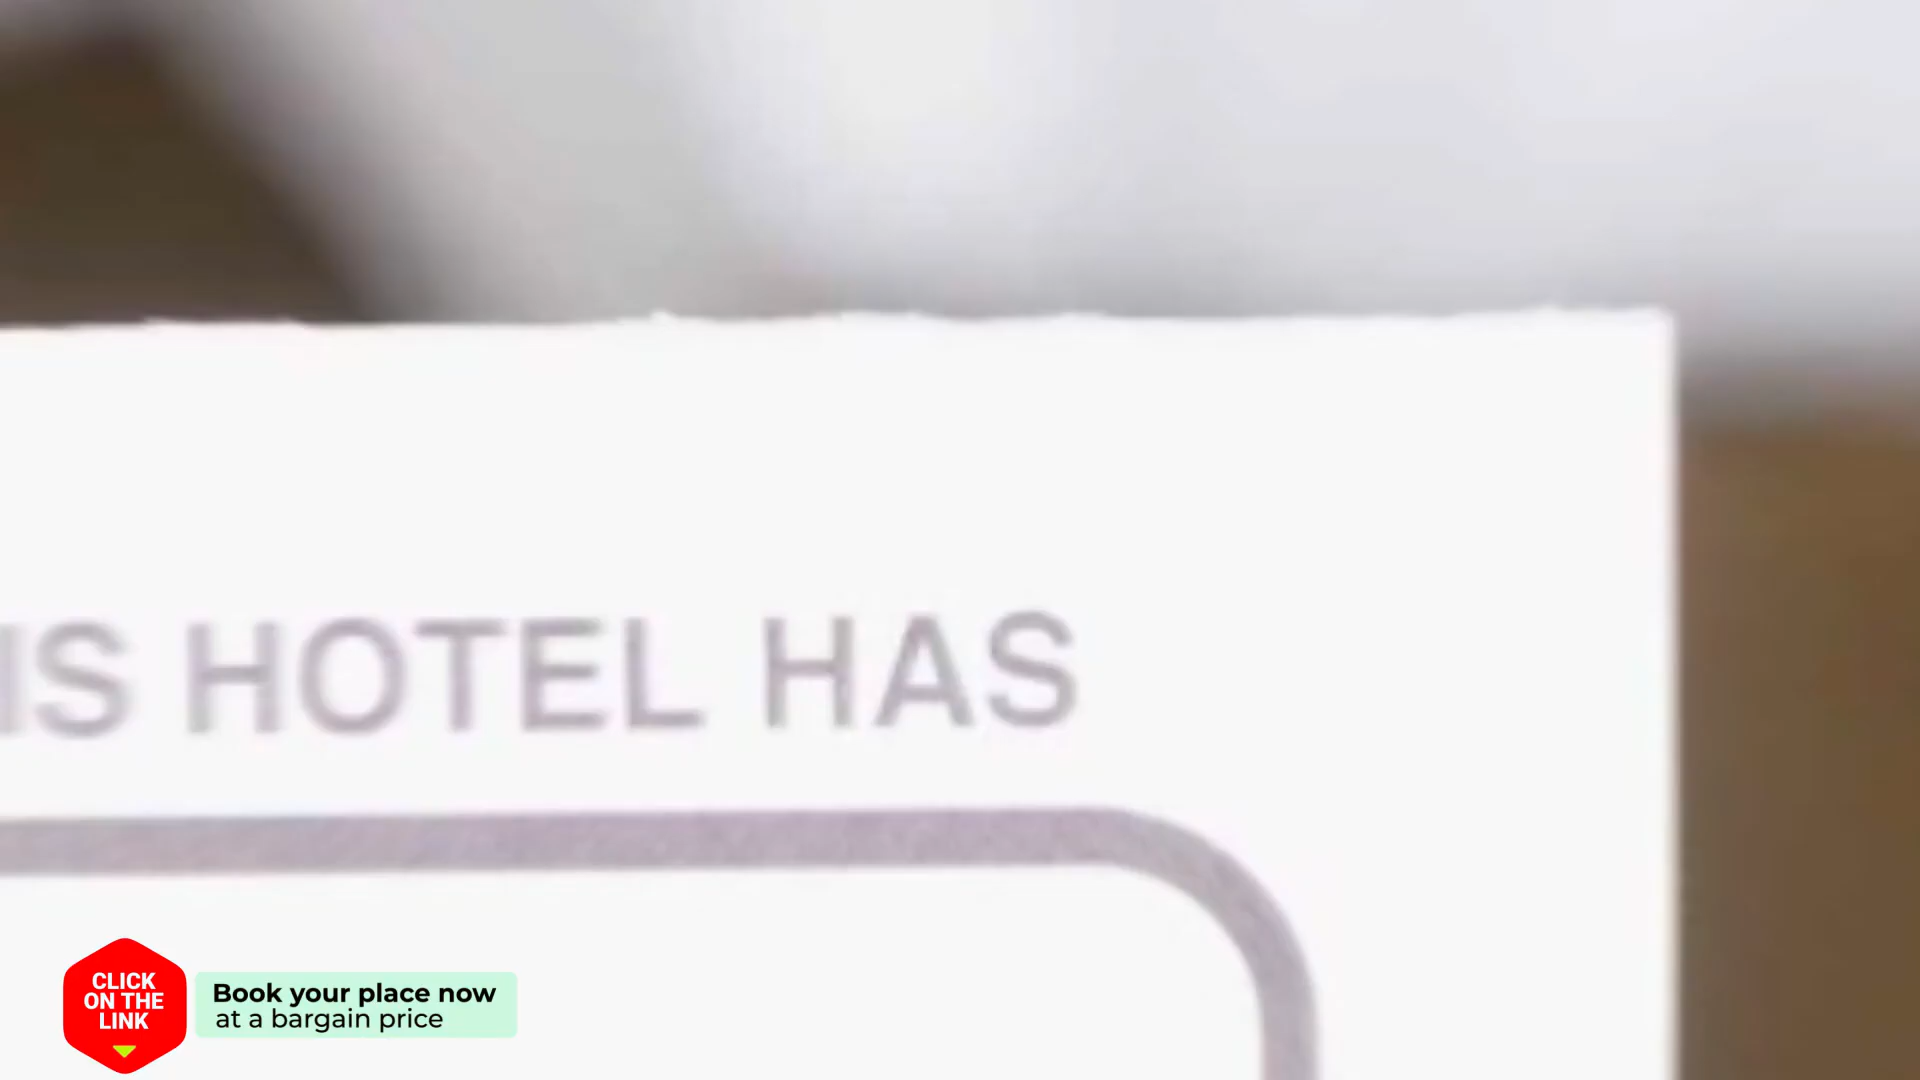 IS HOTEL HAS
CLICK
ON THE
LINK
Book your place now
at a bargain price